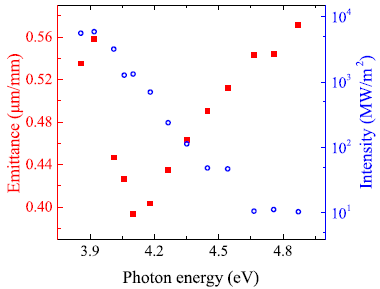 0.56
0.52
0.48
0.44
0.40
Emittance (μm/mm)
10^4
10^3
10^2
10^1
Intensity (MW/m^2)
3.9 4.2 4.5 4.8
Photon energy (eV)